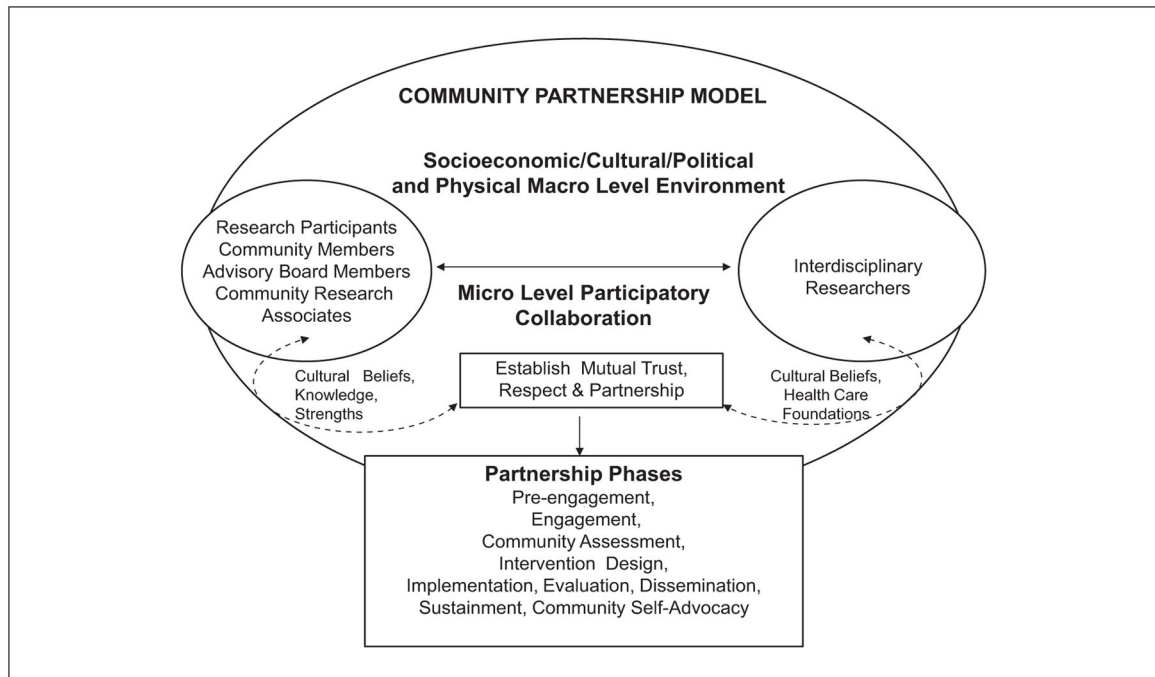 COMMUNITY PARTNERSHIP MODEL
Socioeconomic/Cultural/Political
and Physical Macro Level Environment
Research Participants
Community Members
Advisory Board Members
Community Research
Associates
Interdisciplinary
Researchers
Micro Level Participatory
Collaboration
Cultural Beliefs,
Knowledge,
Strengths
Establish Mutual Trust,
Respect & Partnership
Cultural Beliefs,
Health Care
Foundations
Partnership Phases
Pre-engagement,
Engagement,
Community Assessment,
Intervention Design,
Implementation, Evaluation, Dissemination,
Sustainment, Community Self-Advocacy